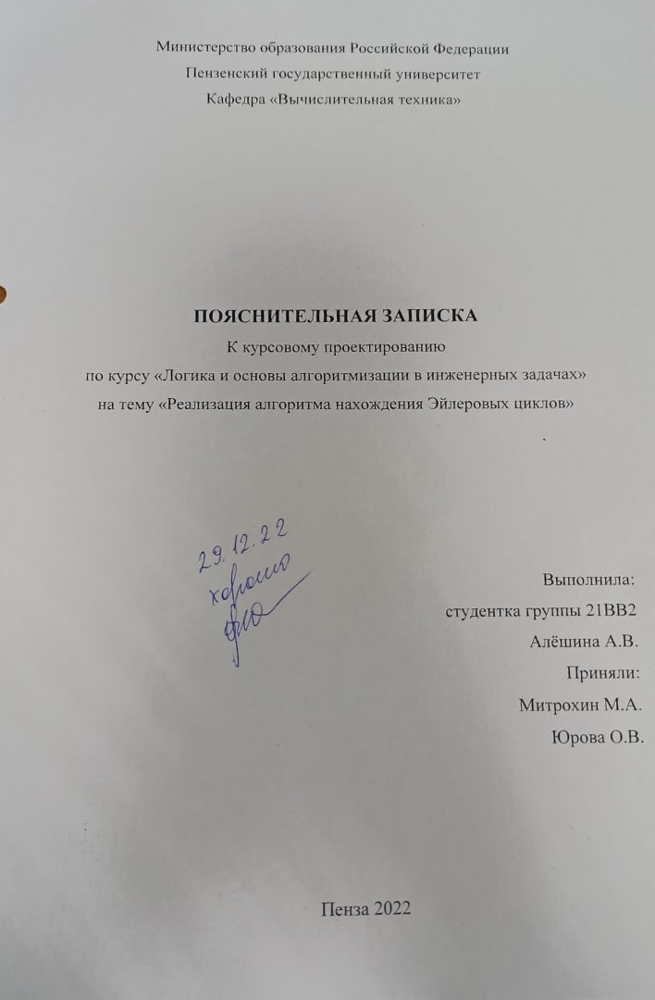 Министерство образования Российской Федерации
Пензенский государственный университет
Кафедра «Вычислительная техника»
ПОЯСНИТЕЛЬНАЯ ЗАПИСКА
К курсовому проектированию
по курсу «Логика и основы алгоритмизации в инженерных задачах»
на тему «Реализация алгоритма нахождения Эйлеровых циклов»
29.12.22
хорошо
Выполнила:
студентка группы 21ВВ2
Алёшина А.В.
Приняли:
Митрохин М.А.
Юрова О.В.
Пенза 2022